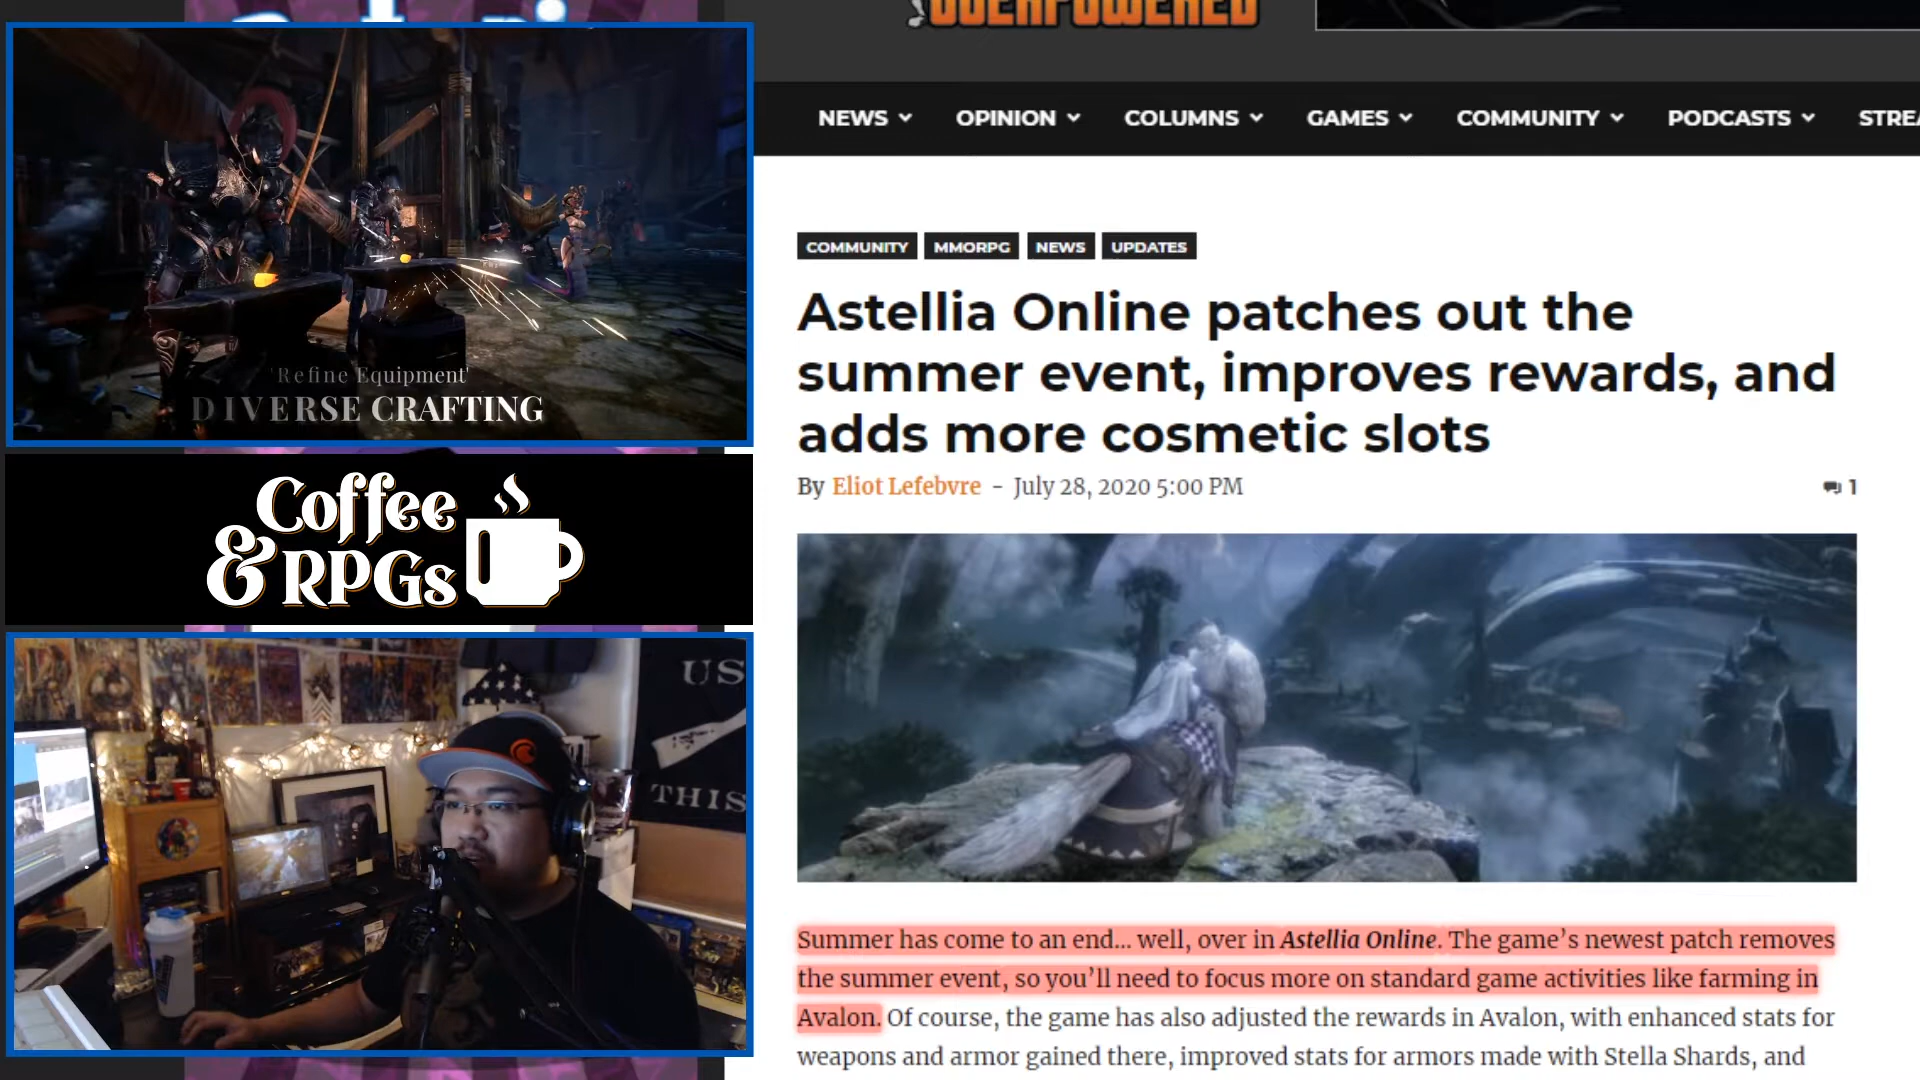 OVERPOWERED
NEWS OPINION COLUMNS GAMES COMMUNITY PODCASTS
COMMUNITY MMORPG NEWS UPDATES
Astellia Online patches out the
summer event, improves rewards, and
adds more cosmetic slots
By Eliot Lefebvre - July 28, 2020 5:00 PM
1
Summer has come to an end... well, over in Astellia Online. The game's newest patch removes
the summer event, so you'll need to focus more on standard game activities like farming in
Avalon. Of course, the game has also adjusted the rewards in Avalon, with enhanced stats for
weapons and armor gained there, improved stats for armors made with Stella Shards, and
'Refine Equipment'
DIVERSE CRAFTING
Coffee
& RPGs
US
THIS